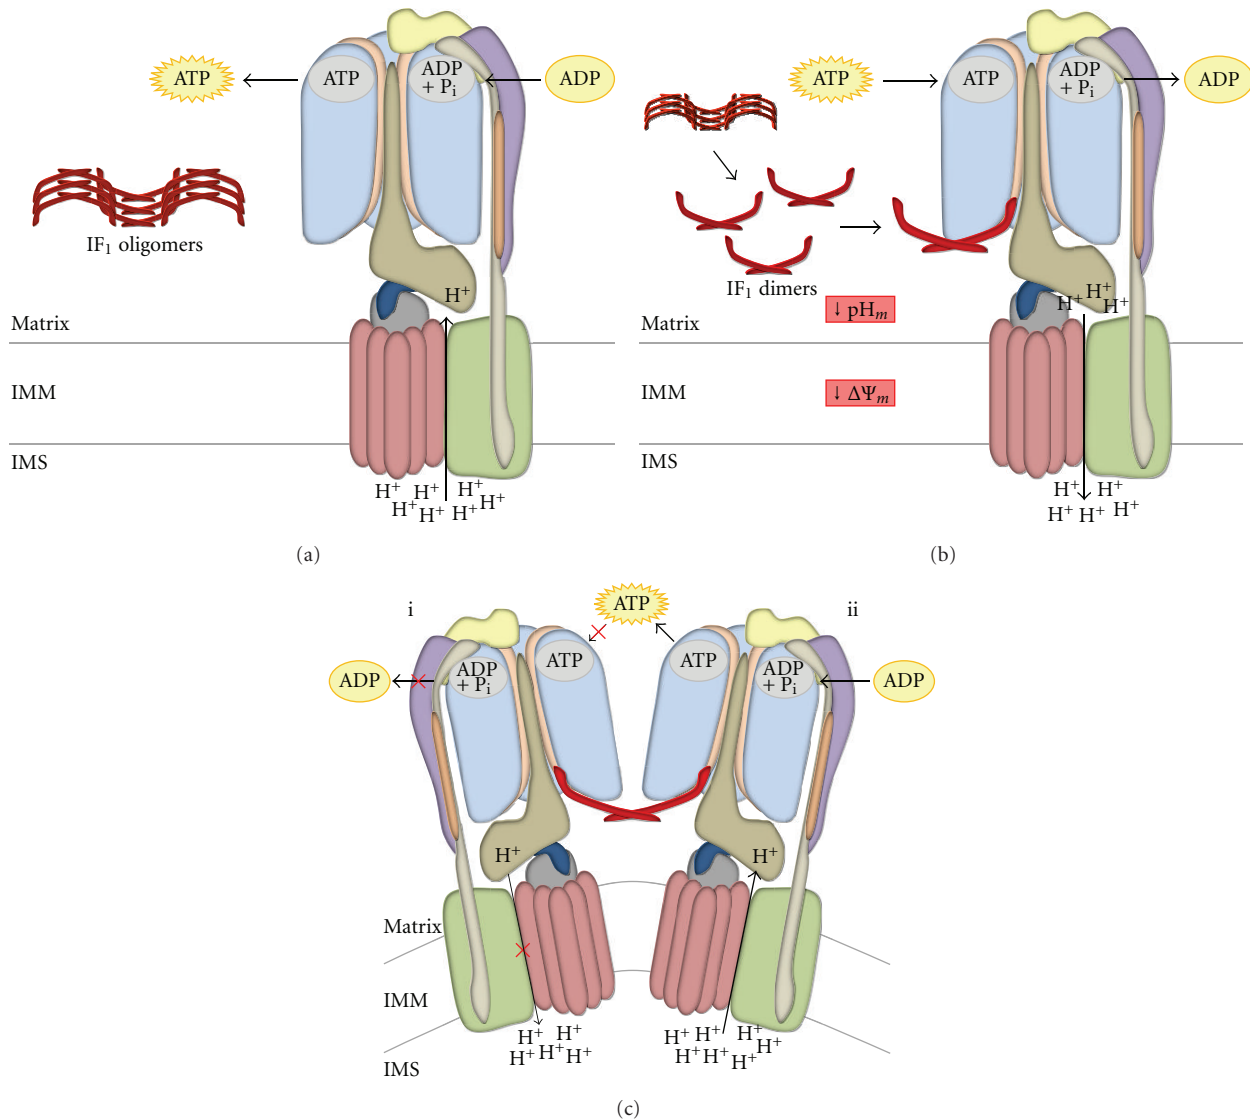 ATP
ATP
ADP
+ Pᵢ
ADP
IF₁ oligomers
H⁺
Matrix
IMM
IMS
H⁺ H⁺ H⁺
H⁺ H⁺ H⁺ H⁺
(a)
ATP
ATP
ADP
+ Pᵢ
ADP
IF₁ dimers
H⁺ H⁺ H⁺
↓ pHₘ
Matrix
IMM
↓ ΔΨₘ
IMS
H⁺ H⁺
H⁺ H⁺ H⁺
(b)
i
ATP
ii
ADP
ADP
+ Pᵢ
ATP
ATP
ADP
+ Pᵢ
ADP
H⁺
H⁺
Matrix
IMM
IMS
H⁺ H⁺
H⁺ H⁺ H⁺
H⁺ H⁺ H⁺
H⁺ H⁺ H⁺ H⁺
(c)